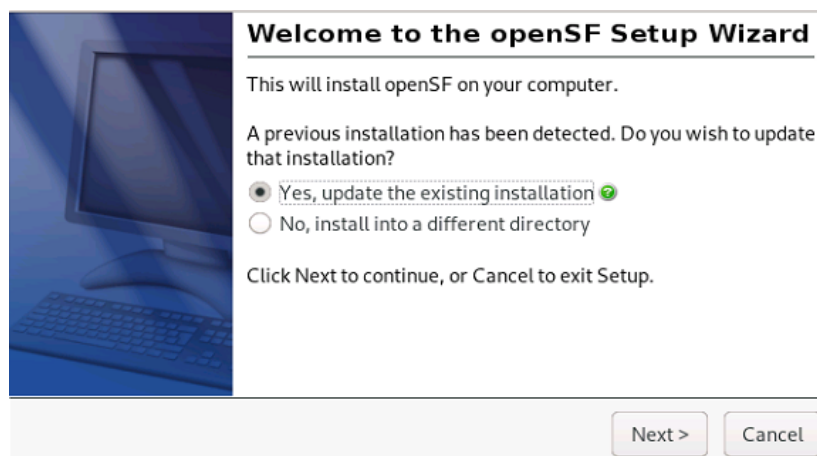 Welcome to the openSF Setup Wizard
This will install openSF on your computer.
A previous installation has been detected. Do you wish to update
that installation?
Yes, update the existing installation ?
No, install into a different directory
Click Next to continue, or Cancel to exit Setup.
Next > Cancel